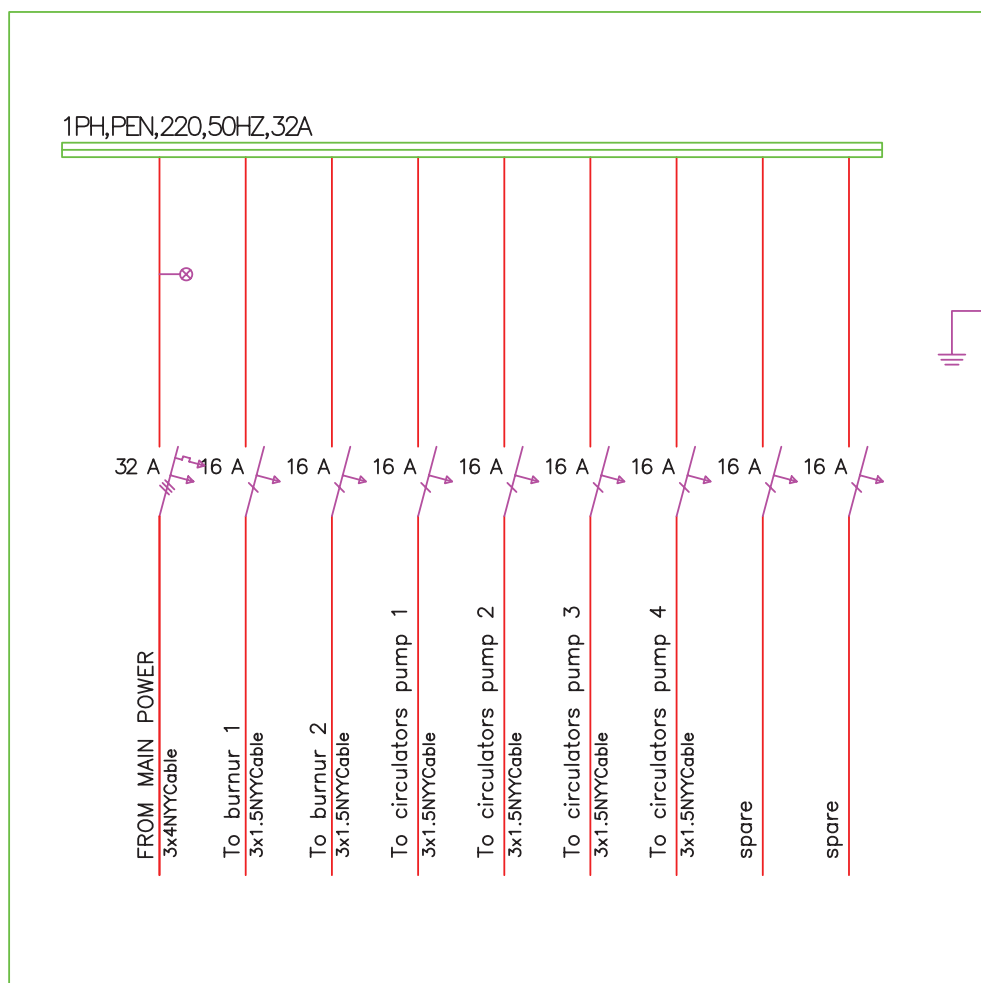 1PH,PEN,220,50HZ,32A
32 A
16 A
16 A
16 A
16 A
16 A
16 A
16 A
16 A
FROM MAIN POWER
3x4NYYCable
To burnur 1
3x1.5NYYCable
To burnur 2
3x1.5NYYCable
To circulators pump 1
3x1.5NYYCable
To circulators pump 2
3x1.5NYYCable
To circulators pump 3
3x1.5NYYCable
To circulators pump 4
3x1.5NYYCable
spare
spare